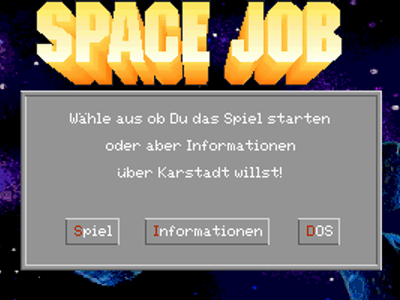 SPACE JOB
Wähle aus ob Du das Spiel starten
oder aber Informationen
über Karstadt willst!
Spiel
Informationen
DOS